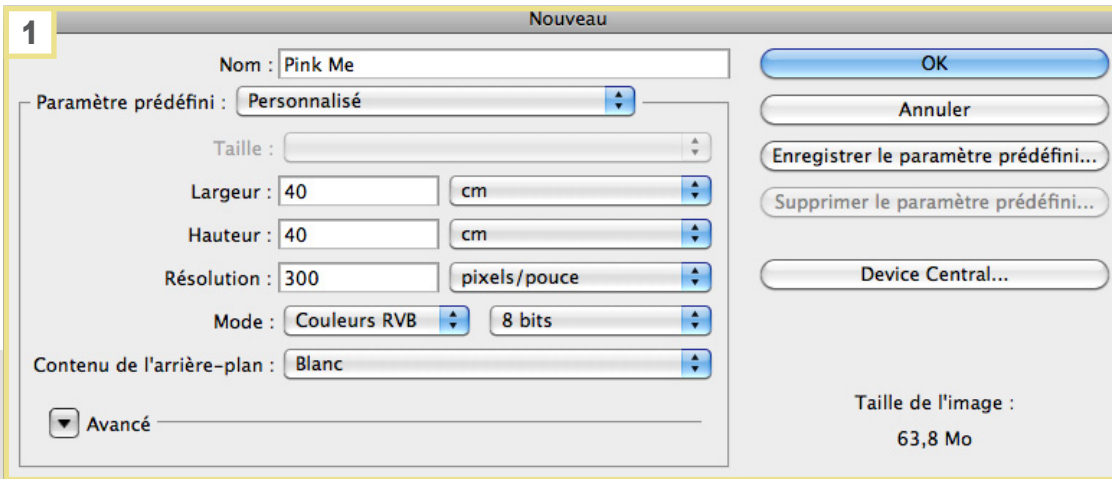 1
Nouveau
Nom : Pink Me
Paramètre prédéfini : Personnalisé
Taille :
Largeur : 40 cm
Hauteur : 40 cm
Résolution : 300 pixels/pouce
Mode : Couleurs RVB 8 bits
Contenu de l'arrière-plan : Blanc
Avancé
OK
Annuler
Enregistrer le paramètre prédéfini...
Supprimer le paramètre prédéfini...
Device Central...
Taille de l'image :
63,8 Mo